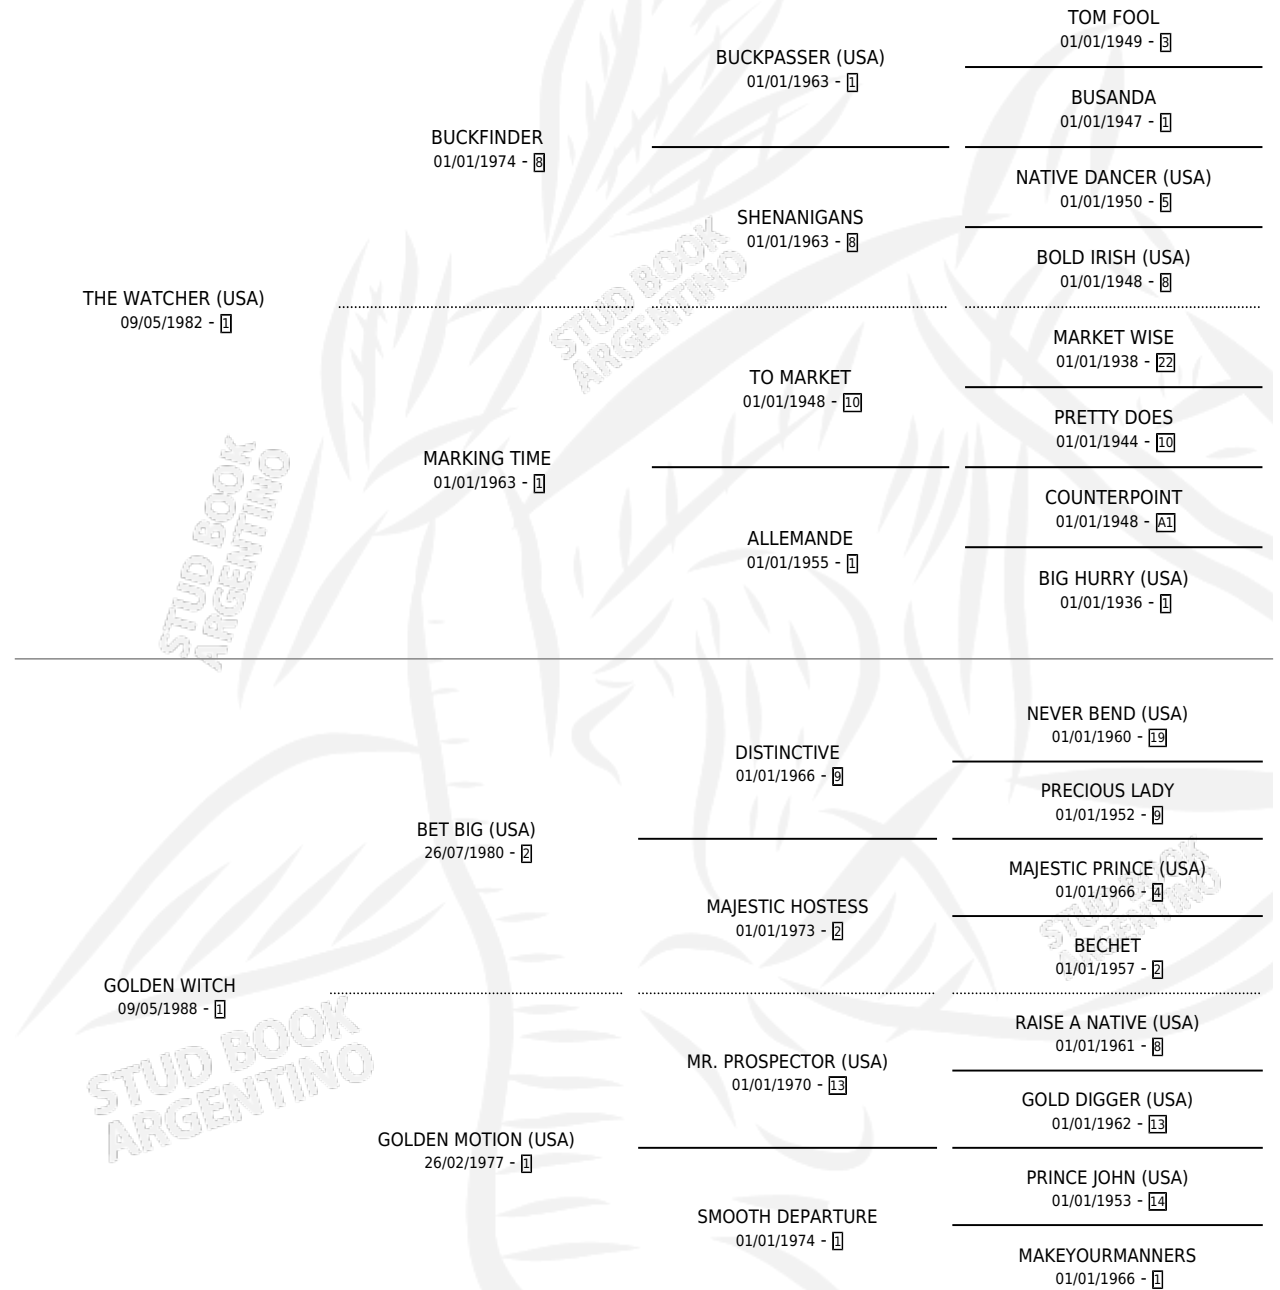 TOM FOOL
01/01/1949 - 3
BUCKPASSER (USA)
01/01/1963 - 1
BUSANDA
01/01/1947 - 1
BUCKFINDER
01/01/1974 - 8
NATIVE DANCER (USA)
01/01/1950 - 5
SHENANIGANS
01/01/1963 - 8
BOLD IRISH (USA)
01/01/1948 - 8
THE WATCHER (USA)
09/05/1982 - 1
MARKET WISE
01/01/1938 - 22
TO MARKET
01/01/1948 - 10
PRETTY DOES
01/01/1944 - 10
MARKING TIME
01/01/1963 - 1
COUNTERPOINT
01/01/1948 - A1
ALLEMANDE
01/01/1955 - 1
BIG HURRY (USA)
01/01/1936 - 1
NEVER BEND (USA)
01/01/1960 - 19
DISTINCTIVE
01/01/1966 - 9
PRECIOUS LADY
01/01/1952 - 9
BET BIG (USA)
26/07/1980 - 2
MAJESTIC PRINCE (USA)
01/01/1966 - 4
MAJESTIC HOSTESS
01/01/1973 - 2
BECHET
01/01/1957 - 2
GOLDEN WITCH
09/05/1988 - 1
RAISE A NATIVE (USA)
01/01/1961 - 8
MR. PROSPECTOR (USA)
01/01/1970 - 13
GOLD DIGGER (USA)
01/01/1962 - 13
GOLDEN MOTION (USA)
26/02/1977 - 1
PRINCE JOHN (USA)
01/01/1953 - 14
SMOOTH DEPARTURE
01/01/1974 - 1
MAKEYOURMANNERS
01/01/1966 - 1
STUD BOOK
ARGENTINO
STUD BOOK
ARGENTINO
STUD BOOK
ARGENTINO
STUD BOOK
ARGENTINO